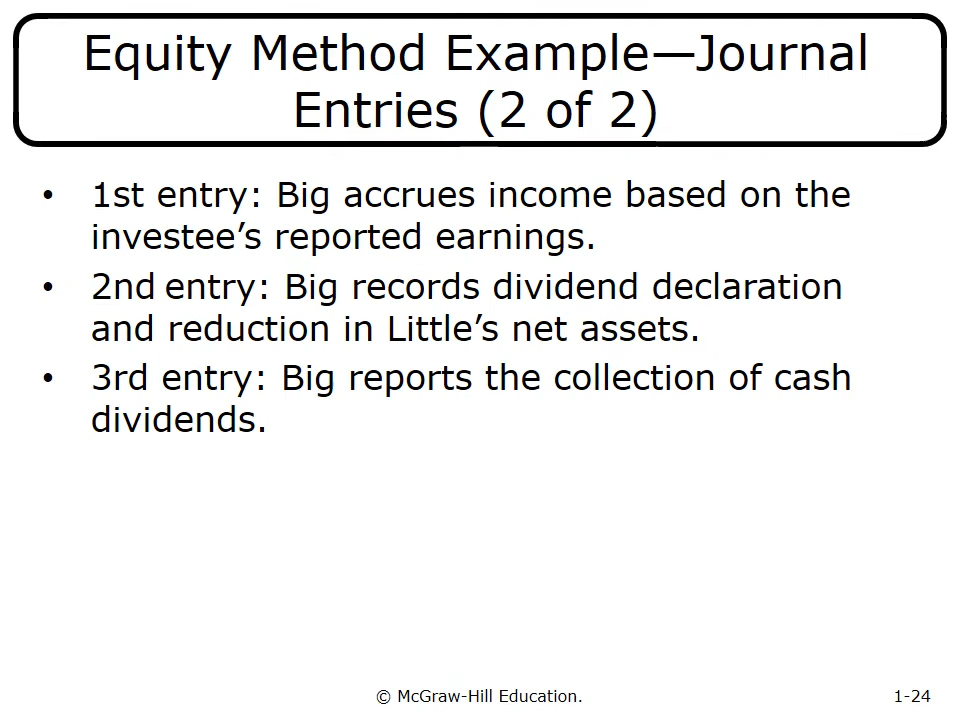 Equity Method Example—Journal
Entries (2 of 2)
• 1st entry: Big accrues income based on the
investee’s reported earnings.
• 2nd entry: Big records dividend declaration
and reduction in Little’s net assets.
• 3rd entry: Big reports the collection of cash
dividends.
© McGraw-Hill Education.
1-24